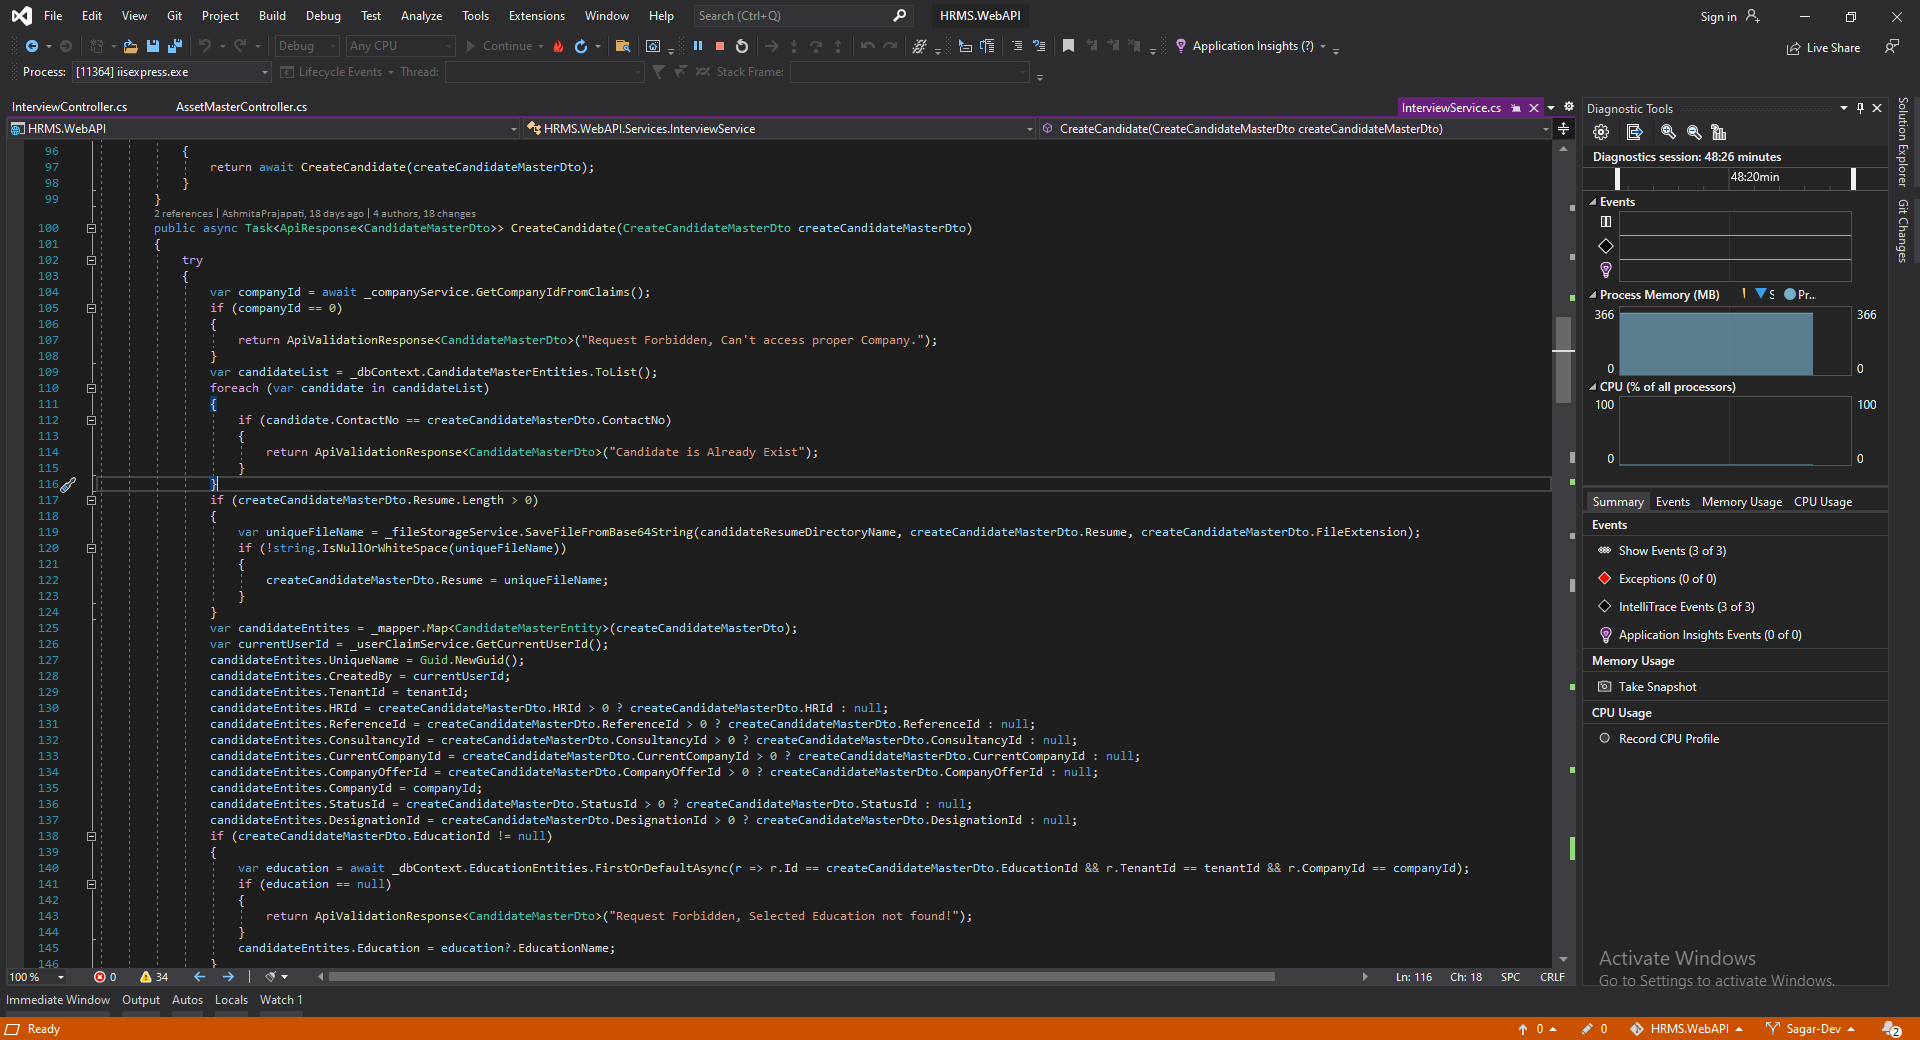 File Edit View Git Project Build Debug Test Analyze Tools Extensions Window Help Search (Ctrl+Q) HRMS.WebAPI Sign in
Debug Any CPU Continue Application Insights (?) Live Share
Process: [11364] iisexpress.exe Lifecycle Events Thread: Stack Frame:
InterviewController.cs AssetMasterController.cs InterviewService.cs
HRMS.WebAPI HRMS.WebAPI.Services.InterviewService CreateCandidate(CreateCandidateMasterDto createCandidateMasterDto)
96 {
97 return await CreateCandidate(createCandidateMasterDto);
98 }
99 }
2 references | AshmitaPrajapati, 18 days ago | 4 authors, 18 changes
100 public async Task<ApiResponse<CandidateMasterDto>> CreateCandidate(CreateCandidateMasterDto createCandidateMasterDto)
101 {
102 try
103 {
104 var companyId = await _companyService.GetCompanyIdFromClaims();
105 if (companyId == 0)
106 {
107 return ApiValidationResponse<CandidateMasterDto>("Request Forbidden, Can't access proper Company.");
108 }
109 var candidateList = _dbContext.CandidateMasterEntities.ToList();
110 foreach (var candidate in candidateList)
111 {
112 if (candidate.ContactNo == createCandidateMasterDto.ContactNo)
113 {
114 return ApiValidationResponse<CandidateMasterDto>("Candidate is Already Exist");
115 }
116 }
117 if (createCandidateMasterDto.Resume.Length > 0)
118 {
119 var uniqueFileName = _fileStorageService.SaveFileFromBase64String(candidateResumeDirectoryName, createCandidateMasterDto.Resume, createCandidateMasterDto.FileExtension);
120 if (!string.IsNullOrWhiteSpace(uniqueFileName))
121 {
122 createCandidateMasterDto.Resume = uniqueFileName;
123 }
124 }
125 var candidateEntites = _mapper.Map<CandidateMasterEntity>(createCandidateMasterDto);
126 var currentUserId = _userClaimService.GetCurrentUserId();
127 candidateEntites.UniqueName = Guid.NewGuid();
128 candidateEntites.CreatedBy = currentUserId;
129 candidateEntites.TenantId = tenantId;
130 candidateEntites.HRId = createCandidateMasterDto.HRId > 0 ? createCandidateMasterDto.HRId : null;
131 candidateEntites.ReferenceId = createCandidateMasterDto.ReferenceId > 0 ? createCandidateMasterDto.ReferenceId : null;
132 candidateEntites.ConsultancyId = createCandidateMasterDto.ConsultancyId > 0 ? createCandidateMasterDto.ConsultancyId : null;
133 candidateEntites.CurrentCompanyId = createCandidateMasterDto.CurrentCompanyId > 0 ? createCandidateMasterDto.CurrentCompanyId : null;
134 candidateEntites.CompanyOfferId = createCandidateMasterDto.CompanyOfferId > 0 ? createCandidateMasterDto.CompanyOfferId : null;
135 candidateEntites.CompanyId = companyId;
136 candidateEntites.StatusId = createCandidateMasterDto.StatusId > 0 ? createCandidateMasterDto.StatusId : null;
137 candidateEntites.DesignationId = createCandidateMasterDto.DesignationId > 0 ? createCandidateMasterDto.DesignationId : null;
138 if (createCandidateMasterDto.EducationId != null)
139 {
140 var education = await _dbContext.EducationEntities.FirstOrDefaultAsync(r => r.Id == createCandidateMasterDto.EducationId && r.TenantId == tenantId && r.CompanyId == companyId);
141 if (education == null)
142 {
143 return ApiValidationResponse<CandidateMasterDto>("Request Forbidden, Selected Education not found!");
144 }
145 candidateEntites.Education = education?.EducationName;
146 }
100 % 0 34 Ln: 116 Ch: 18 SPC CRLF
Immediate Window Output Autos Locals Watch 1
Diagnostic Tools
Diagnostics session: 48:26 minutes
48:20min
Events
Process Memory (MB) S Pr...
366 366
0 0
CPU (% of all processors)
100 100
0 0
Summary Events Memory Usage CPU Usage
Events
Show Events (3 of 3)
Exceptions (0 of 0)
IntelliTrace Events (3 of 3)
Application Insights Events (0 of 0)
Memory Usage
Take Snapshot
CPU Usage
Record CPU Profile
Activate Windows
Go to Settings to activate Windows.
Solution Explorer
Git Changes
Ready 0 0 HRMS.WebAPI Sagar-Dev 2